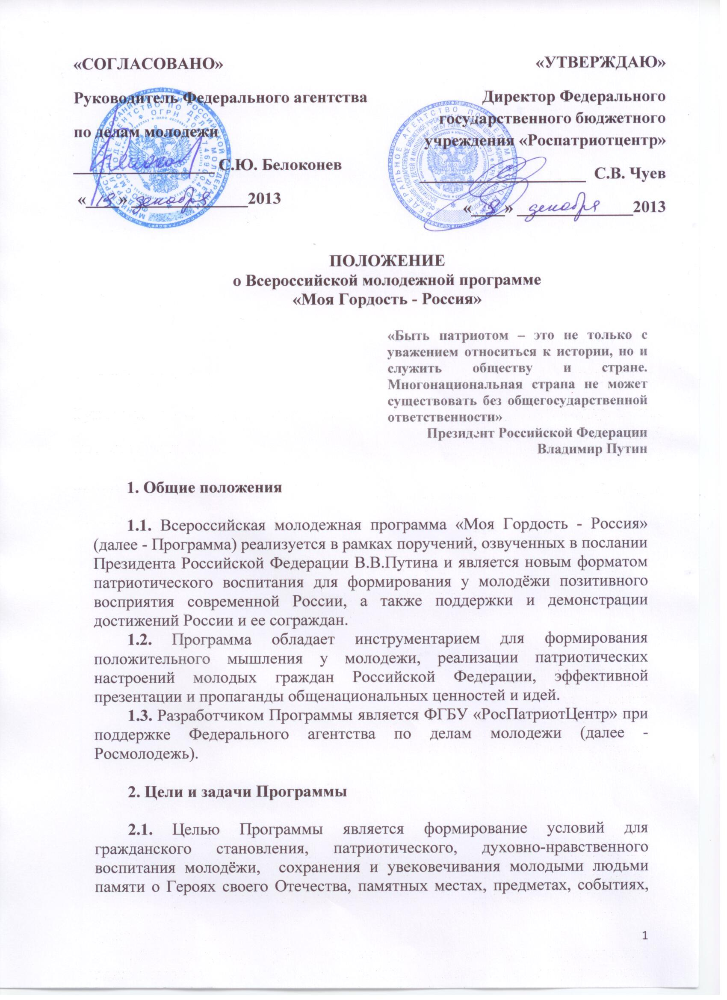 «СОГЛАСОВАНО»
Руководитель Федерального агентства
по делам молодежи
С.Ю. Белоконев
«19» декабря 2013
«УТВЕРЖДАЮ»
Директор Федерального
государственного бюджетного
учреждения «Роспатриотцентр»
С.В. Чуев
« » декабря 2013
ПОЛОЖЕНИЕ
о Всероссийской молодежной программе
«Моя Гордость - Россия»
«Быть патриотом – это не только с
уважением относиться к истории, но и
служить обществу и стране.
Многонациональная страна не может
существовать без общегосударственной
ответственности»
Президент Российской Федерации
Владимир Путин
1. Общие положения
1.1. Всероссийская молодежная программа «Моя Гордость - Россия»
(далее - Программа) реализуется в рамках поручений, озвученных в послании
Президента Российской Федерации В.В.Путина и является новым форматом
патриотического воспитания для формирования у молодёжи позитивного
восприятия современной России, а также поддержки и демонстрации
достижений России и ее сограждан.
1.2. Программа обладает инструментарием для формирования
положительного мышления у молодежи, реализации патриотических
настроений молодых граждан Российской Федерации, эффективной
презентации и пропаганды общенациональных ценностей и идей.
1.3. Разработчиком Программы является ФГБУ «РосПатриотЦентр» при
поддержке Федерального агентства по делам молодежи (далее -
Росмолодежь).
2. Цели и задачи Программы
2.1. Целью Программы является формирование условий для
гражданского становления, патриотического, духовно-нравственного
воспитания молодёжи, сохранения и увековечивания молодыми людьми
памяти о Героях своего Отечества, памятных местах, предметах, событиях,
1